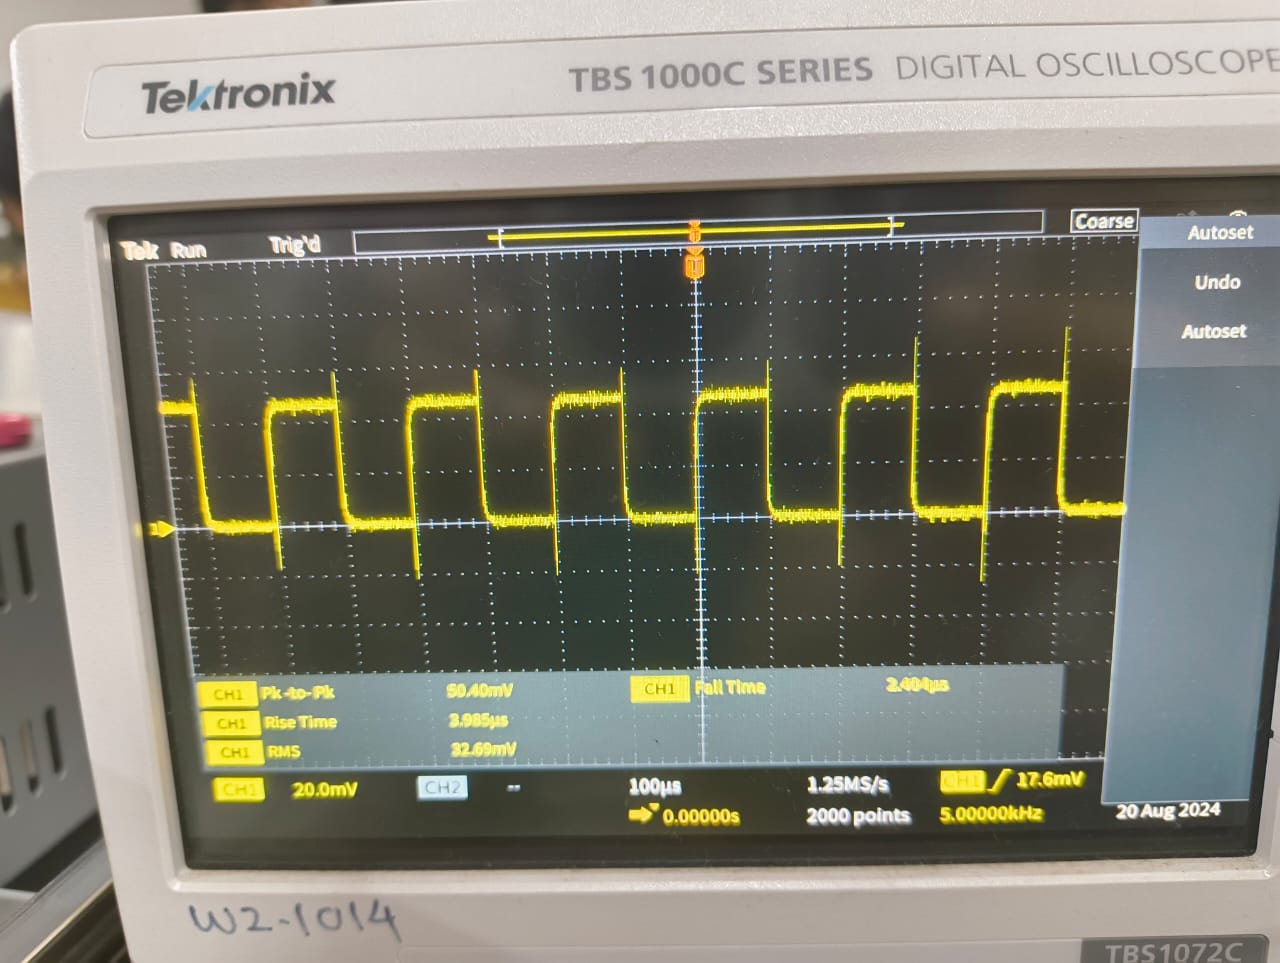 Tektronix
TBS 1000C SERIES DIGITAL OSCILLOSCOPE
Tek Run Trig'd
Coarse
Autoset
Undo
Autoset
CH1 Pk-to-Pk 50.40mV CH1 Fall Time 2.404µs
CH1 Rise Time 3.985µs
CH1 RMS 32.69mV
CH1 20.0mV CH2 -- 100µs 1.25MS/s CH1 17.6mV
0.00000s 2000 points 5.00000kHz 20 Aug 2024
W2-1014
TBS1072C